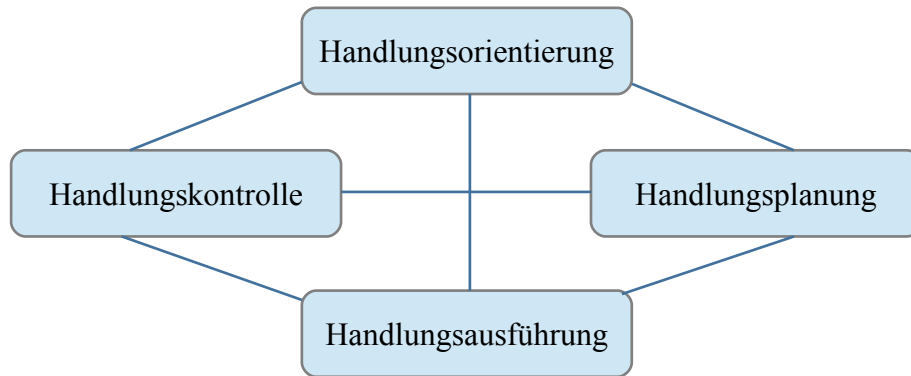 Handlungsorientierung
Handlungskontrolle
Handlungsplanung
Handlungsausführung